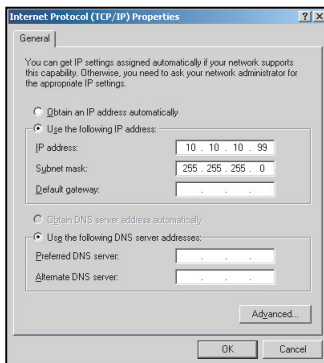 Internet Protocol (TCP/IP) Properties
General
You can get IP settings assigned automatically if your network supports
this capability. Otherwise, you need to ask your network administrator for
the appropriate IP settings.
Obtain an IP address automatically
Use the following IP address:
IP address: 10 . 10 . 10 . 99
Subnet mask: 255 . 255 . 255 . 0
Default gateway: . . .
Obtain DNS server address automatically
Use the following DNS server addresses:
Preferred DNS server: . . .
Alternate DNS server: . . .
Advanced...
OK Cancel